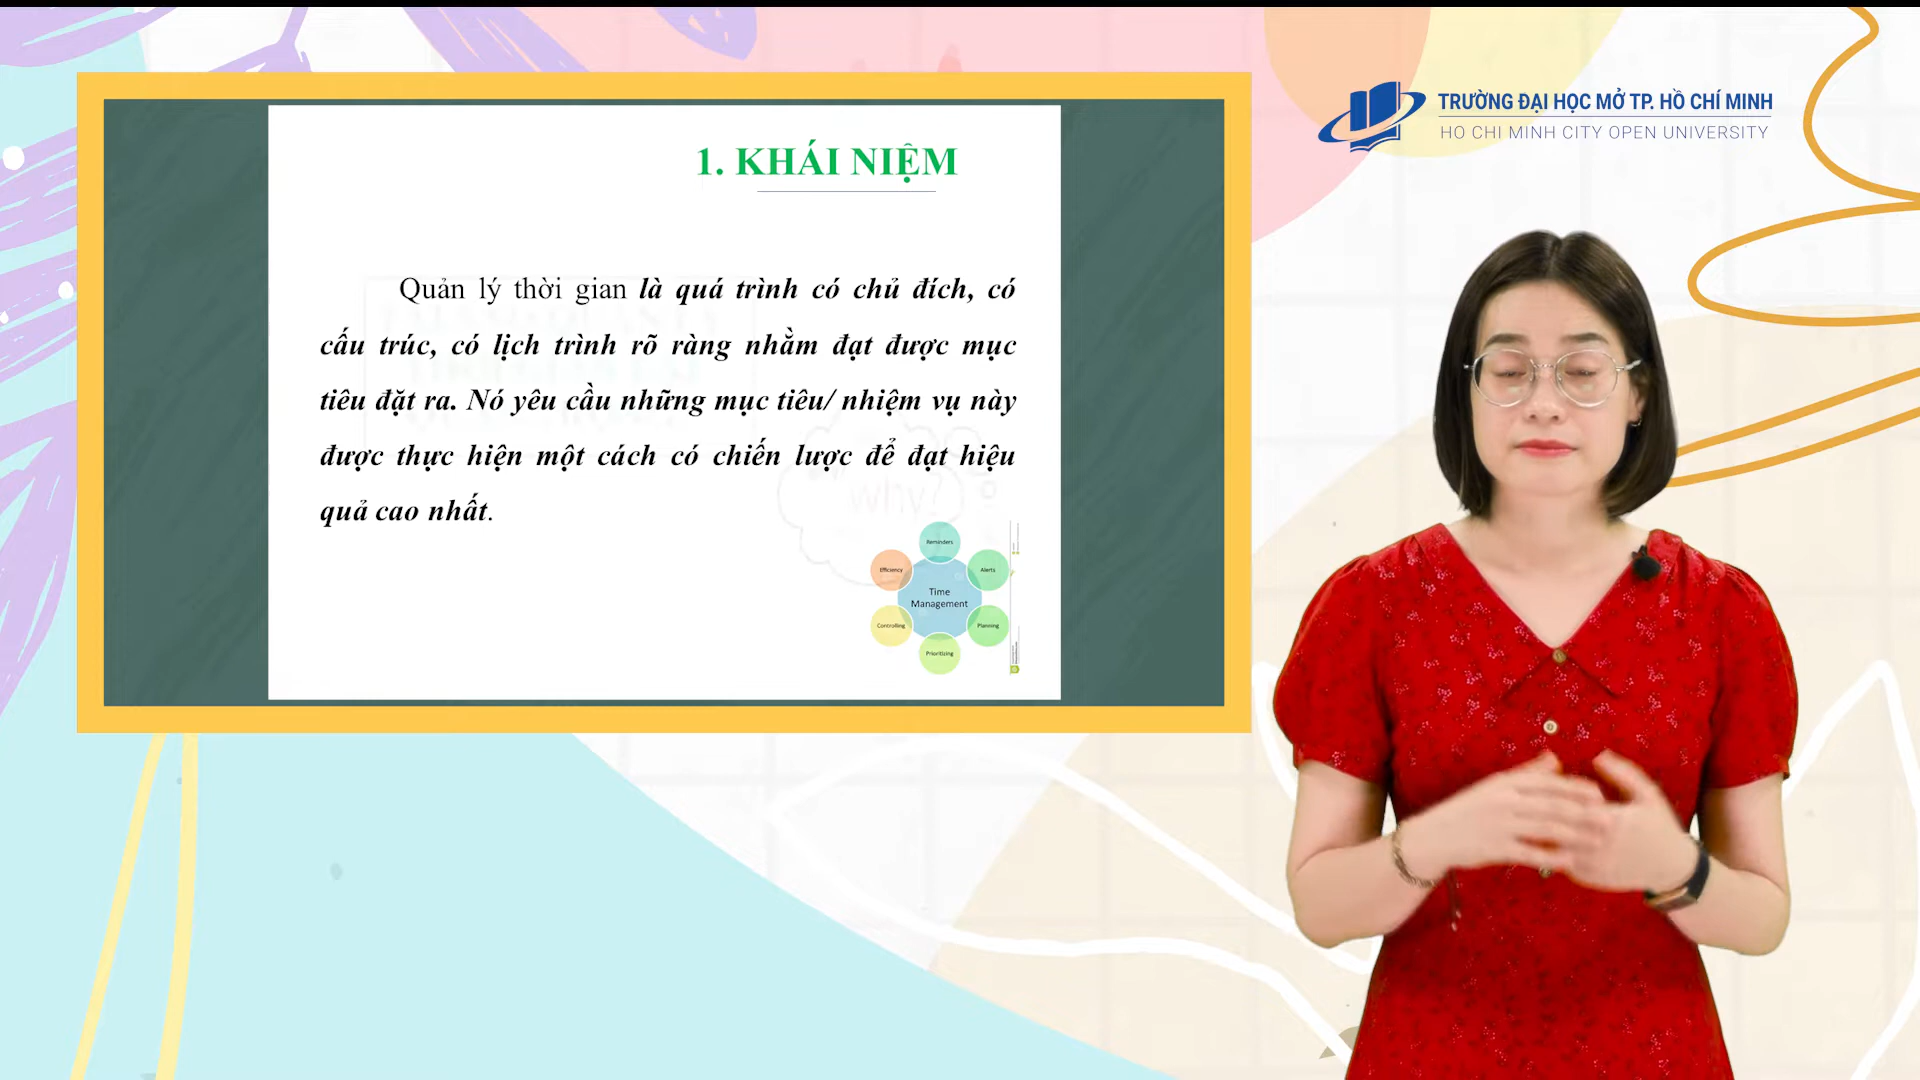 TRƯỜNG ĐẠI HỌC MỞ TP. HỒ CHÍ MINH
HO CHI MINH CITY OPEN UNIVERSITY
1. KHÁI NIỆM
Quản lý thời gian là quá trình có chủ đích, có
cấu trúc, có lịch trình rõ ràng nhằm đạt được mục
tiêu đặt ra. Nó yêu cầu những mục tiêu/ nhiệm vụ này
được thực hiện một cách có chiến lược để đạt hiệu
quả cao nhất.
why?
Reminders
Efficiency
Alerts
Time
Management
Controlling
Planning
Prioritizing